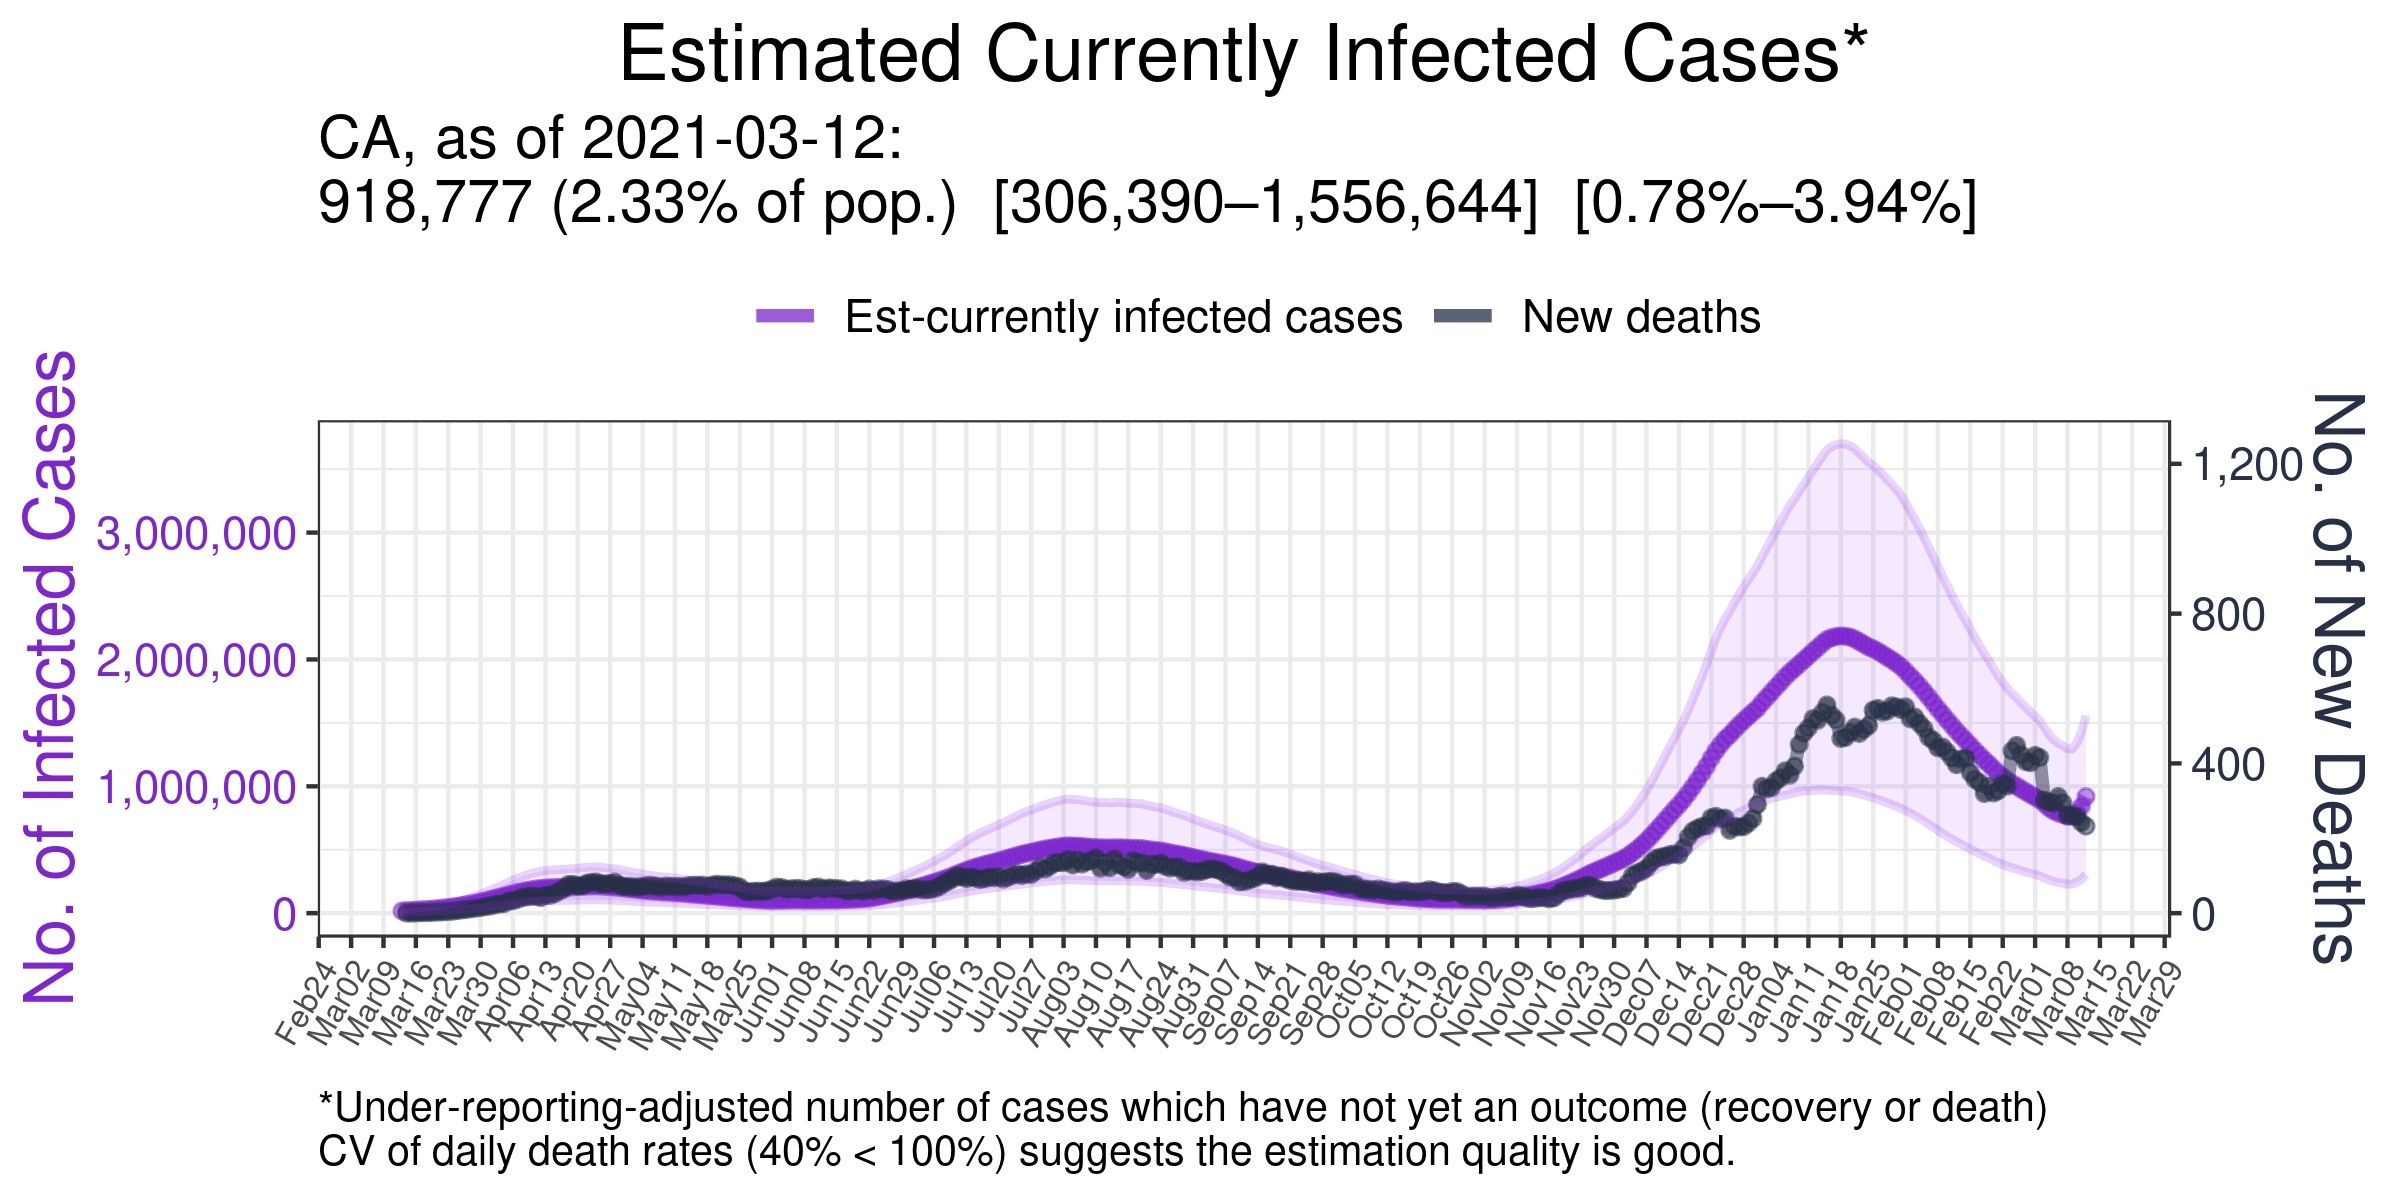 Estimated Currently Infected Cases*
CA, as of 2021-03-12:
918,777 (2.33% of pop.) [306,390–1,556,644] [0.78%–3.94%]
Est-currently infected cases
New deaths
No. of Infected Cases
3,000,000
2,000,000
1,000,000
0
1,200
800
400
0
No. of New Deaths
Feb24
Mar02
Mar09
Mar16
Mar23
Mar30
Apr06
Apr13
Apr20
Apr27
May04
May11
May18
May25
Jun01
Jun08
Jun15
Jun22
Jun29
Jul06
Jul13
Jul20
Jul27
Aug03
Aug10
Aug17
Aug24
Aug31
Sep07
Sep14
Sep21
Sep28
Oct05
Oct12
Oct19
Oct26
Nov02
Nov09
Nov16
Nov23
Nov30
Dec07
Dec14
Dec21
Dec28
Jan04
Jan11
Jan18
Jan25
Feb01
Feb08
Feb15
Feb22
Mar01
Mar08
Mar15
Mar22
Mar29
*Under-reporting-adjusted number of cases which have not yet an outcome (recovery or death)
CV of daily death rates (40% < 100%) suggests the estimation quality is good.